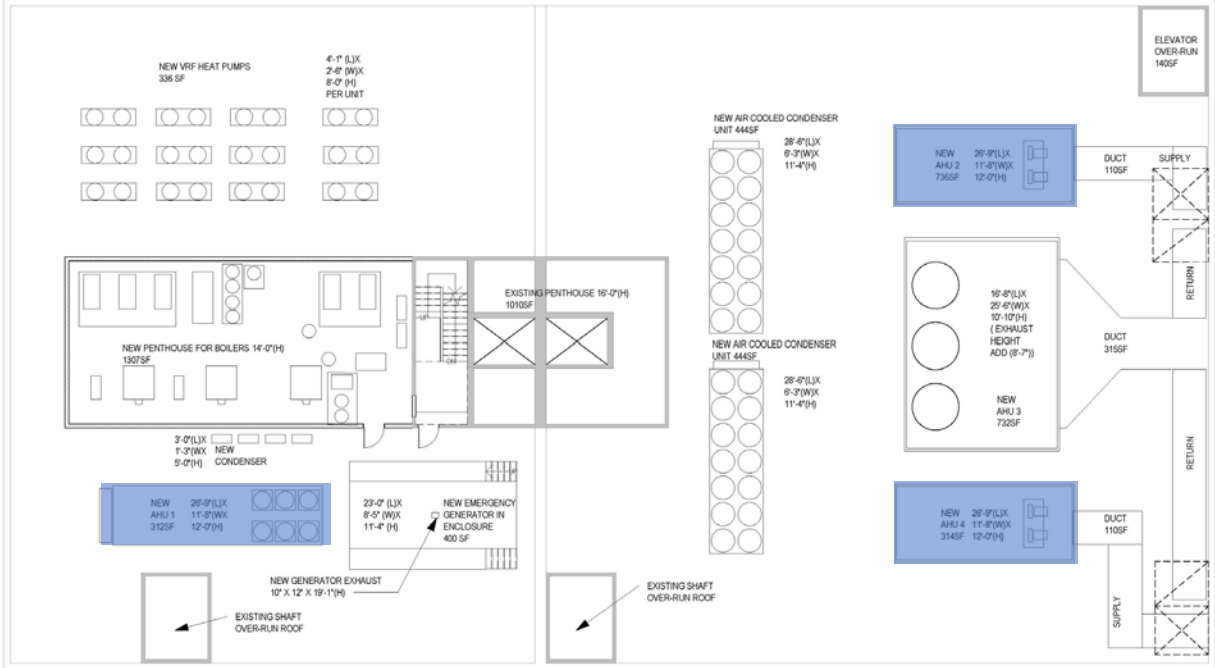 NEW VRF HEAT PUMPS
336 SF
4'-1" (L)X
2'-6" (W)X
8'-0" (H)
PER UNIT
ELEVATOR
OVER-RUN
140SF
NEW AIR COOLED CONDENSER
UNIT 444SF
28'-6"(L)X
6'-3"(W)X
11'-4"(H)
NEW
AHU 2
736SF
26'-9"(L)X
11'-8"(W)X
12'-0"(H)
DUCT
110SF
SUPPLY
RETURN
EXISTING PENTHOUSE 16'-0"(H)
1010SF
UP
DN
NEW PENTHOUSE FOR BOILERS 14'-0"(H)
1307SF
16'-8"(L)X
25'-6"(W)X
10'-10"(H)
( EXHAUST
HEIGHT
ADD (8'-7"))
NEW
AHU 3
732SF
DUCT
315SF
NEW AIR COOLED CONDENSER
UNIT 444SF
28'-6"(L)X
6'-3"(W)X
11'-4"(H)
RETURN
3'-0"(L)X
1'-3"(WX
5'-0"(H)
NEW
CONDENSER
NEW
AHU 1
312SF
26'-9"(L)X
11'-8"(WX
12'-0"(H)
23'-0" (L)X
8'-5" (W)X
11'-4" (H)
NEW EMERGENCY
GENERATOR IN
ENCLOSURE
400 SF
NEW
AHU 4
314SF
26'-9"(L)X
11'-8"(W)X
12'-0"(H)
DUCT
110SF
SUPPLY
NEW GENERATOR EXHAUST
10" X 12" X 19'-1"(H)
EXISTING SHAFT
OVER-RUN ROOF
EXISTING SHAFT
OVER-RUN ROOF